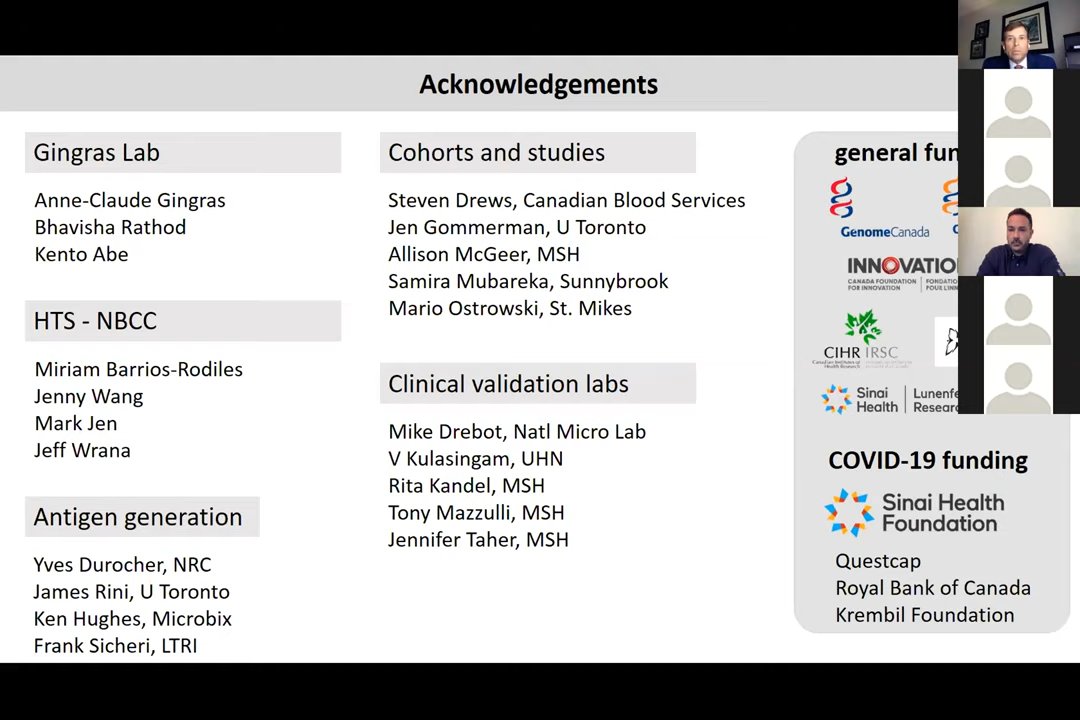 Acknowledgements
Gingras Lab
Anne-Claude Gingras
Bhavisha Rathod
Kento Abe
HTS - NBCC
Miriam Barrios-Rodiles
Jenny Wang
Mark Jen
Jeff Wrana
Antigen generation
Yves Durocher, NRC
James Rini, U Toronto
Ken Hughes, Microbix
Frank Sicheri, LTRI
Cohorts and studies
Steven Drews, Canadian Blood Services
Jen Gommerman, U Toronto
Allison McGeer, MSH
Samira Mubareka, Sunnybrook
Mario Ostrowski, St. Mikes
Clinical validation labs
Mike Drebot, Natl Micro Lab
V Kulasingam, UHN
Rita Kandel, MSH
Tony Mazzulli, MSH
Jennifer Taher, MSH
general fun
GenomeCanada
INNOVATIO
CANADA FOUNDATION
FOR INNOVATION
FONDATIO
POUR L'INN
CIHR IRSC
Sinai
Health
Lunenfe
Resear
COVID-19 funding
Sinai Health
Foundation
Questcap
Royal Bank of Canada
Krembil Foundation